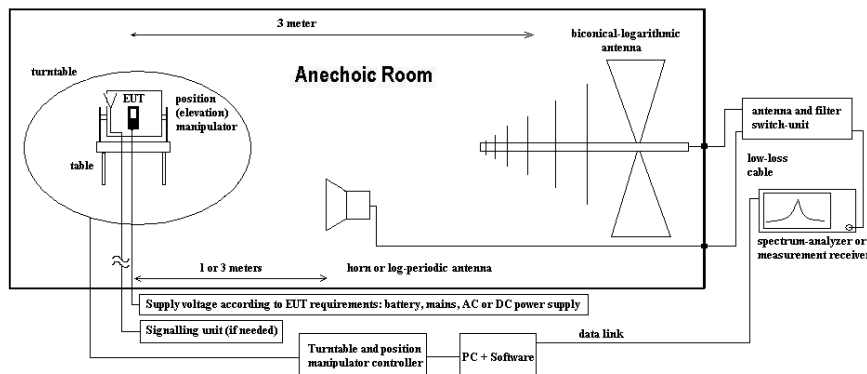 3 meter
biconical-logarithmic
antenna
turntable
Anechoic Room
EUT
position
(elevation)
manipulator
antenna and filter
switch-unit
table
low-loss
cable
spectrum-analyzer or
measurement receiver
1 or 3 meters
horn or log-periodic antenna
Supply voltage according to EUT requirements: battery, mains, AC or DC power supply
Signalling unit (if needed)
data link
Turntable and position
manipulator controller
PC + Software